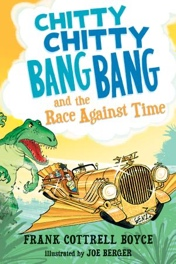 CHITTY
CHITTY
BANG BANG
and the
Race Against Time
FRANK COTTRELL BOYCE
illustrated by JOE BERGER